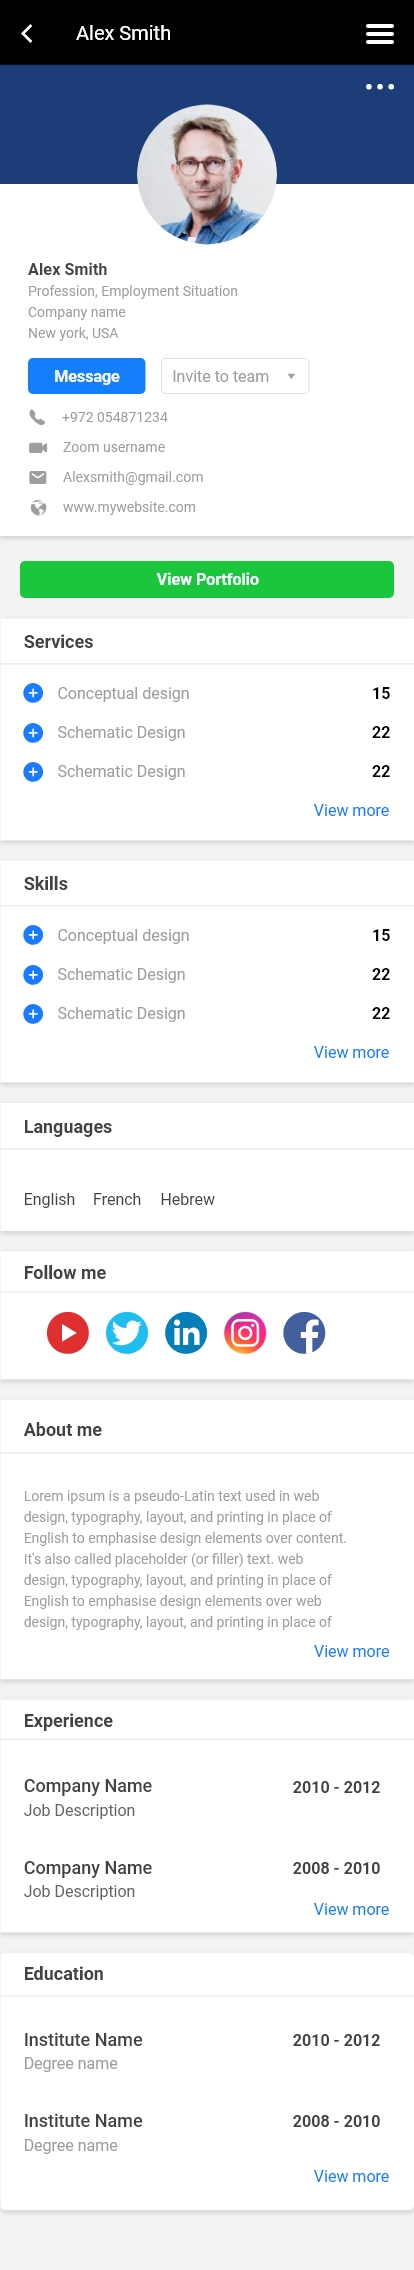 Alex Smith
Alex Smith
Profession, Employment Situation
Company name
New york, USA
Message
Invite to team
+972 054871234
Zoom username
Alexsmith@gmail.com
www.mywebsite.com
View Portfolio
Services
Conceptual design 15
Schematic Design 22
Schematic Design 22
View more
Skills
Conceptual design 15
Schematic Design 22
Schematic Design 22
View more
Languages
English French Hebrew
Follow me
in
About me
Lorem ipsum is a pseudo-Latin text used in web
design, typography, layout, and printing in place of
English to emphasise design elements over content.
It's also called placeholder (or filler) text. web
design, typography, layout, and printing in place of
English to emphasise design elements over web
design, typography, layout, and printing in place of
View more
Experience
Company Name 2010 - 2012
Job Description
Company Name 2008 - 2010
Job Description
View more
Education
Institute Name 2010 - 2012
Degree name
Institute Name 2008 - 2010
Degree name
View more